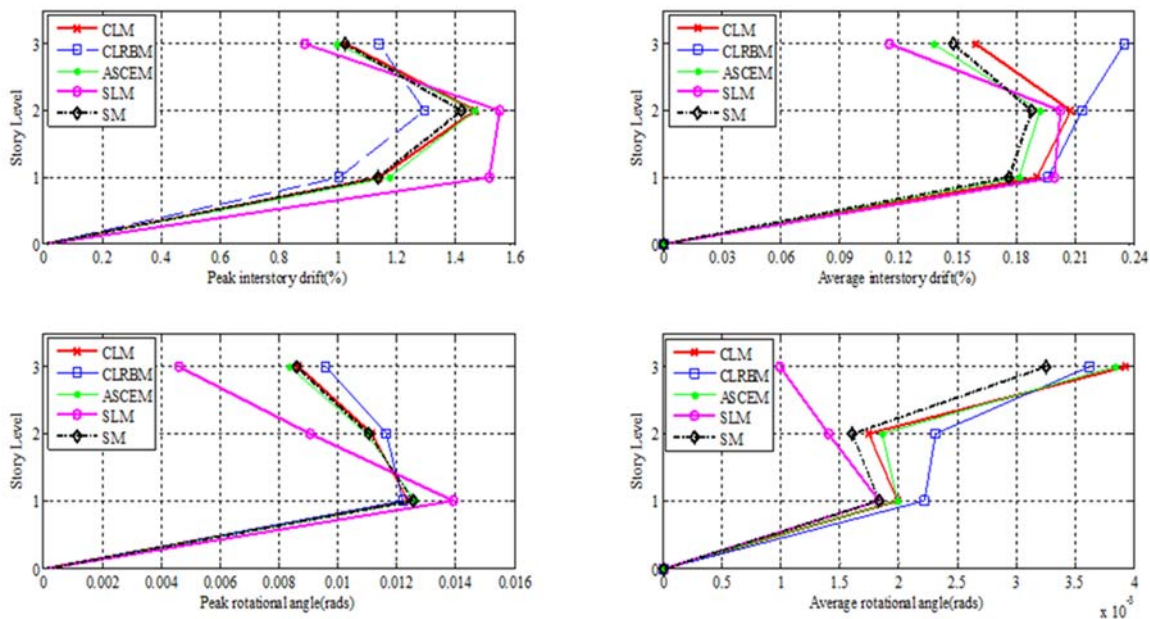 CLM
CLRBM
ASCEM
SLM
SM
Story Level
3
2
1
0
0 0.2 0.4 0.6 0.8 1 1.2 1.4 1.6
Peak interstory drift(%)
CLM
CLRBM
ASCEM
SLM
SM
Story Level
3
2
1
0
0 0.03 0.06 0.09 0.12 0.15 0.18 0.21 0.24
Average interstory drift(%)
CLM
CLRBM
ASCEM
SLM
SM
Story Level
3
2
1
0
0 0.002 0.004 0.006 0.008 0.01 0.012 0.014 0.016
Peak rotational angle(rads)
CLM
CLRBM
ASCEM
SLM
SM
Story Level
3
2
1
0
0 0.5 1 1.5 2 2.5 3 3.5 4
Average rotational angle(rads)
x 10⁻³